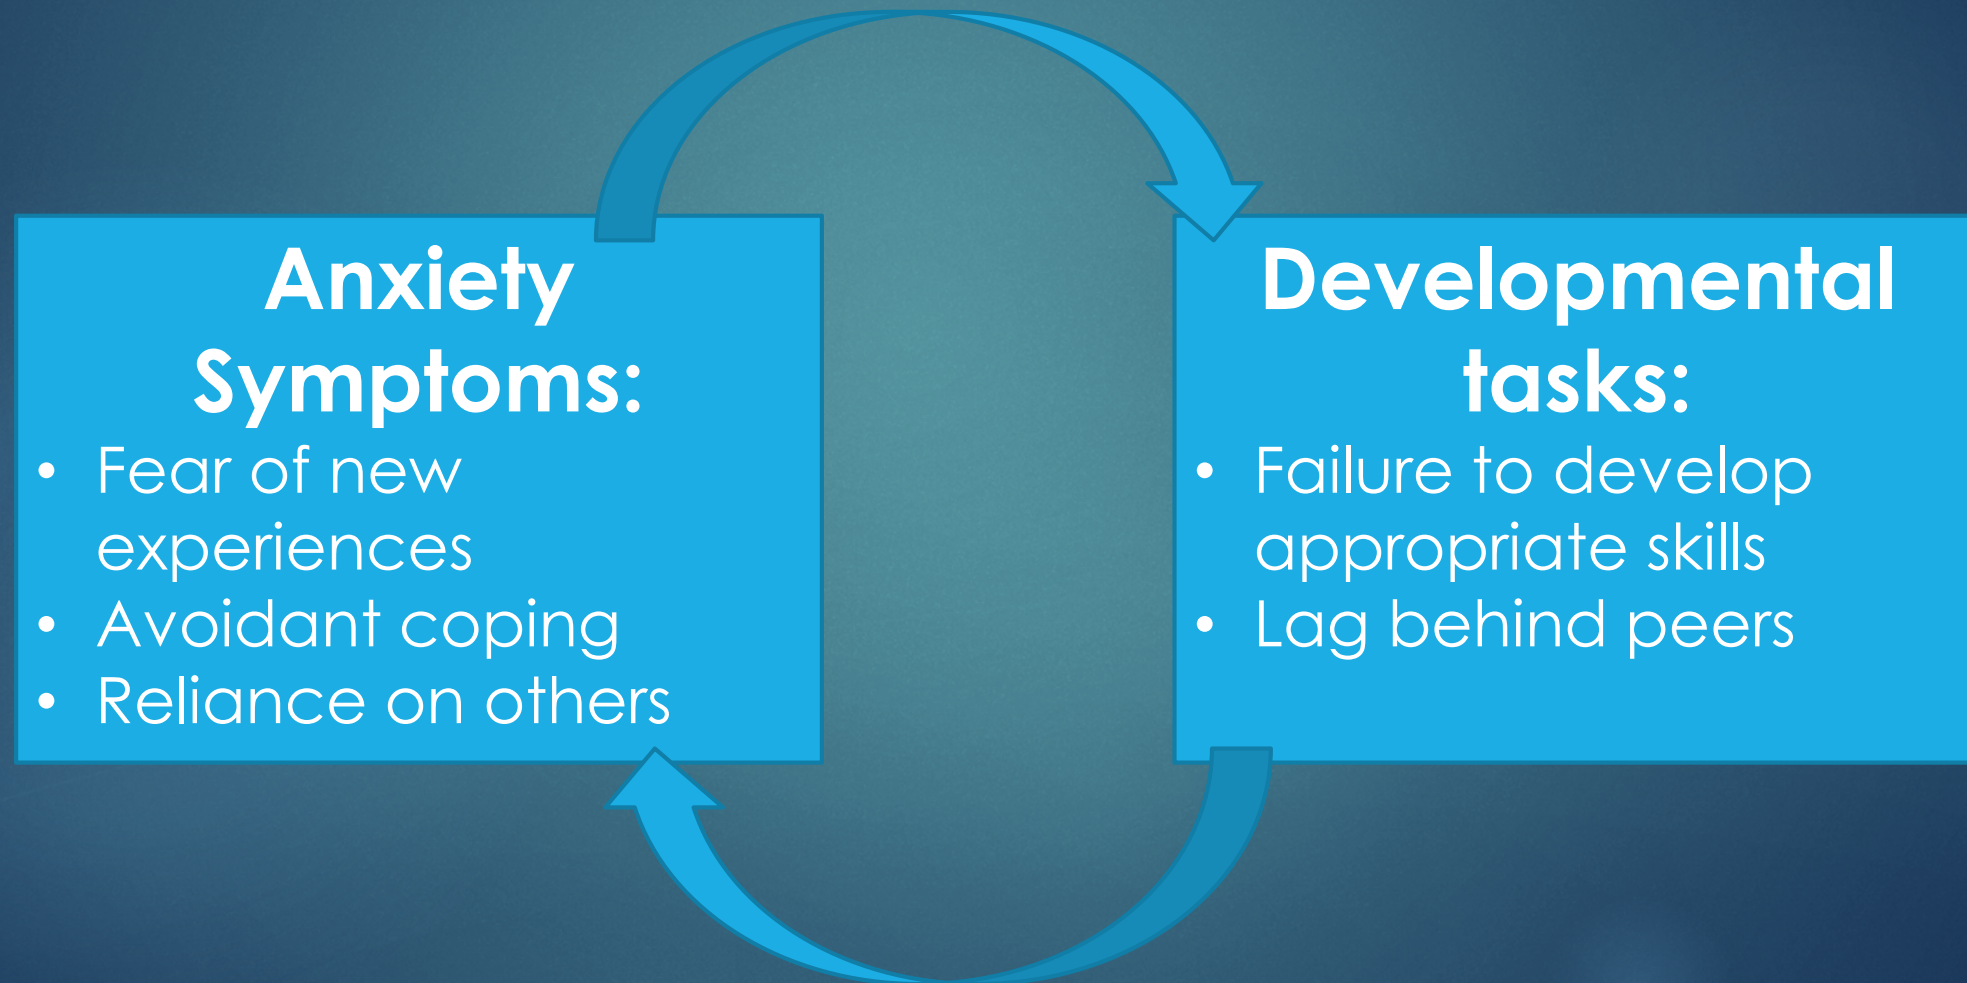 Anxiety
Symptoms:
• Fear of new
experiences
• Avoidant coping
• Reliance on others
Developmental
tasks:
• Failure to develop
appropriate skills
• Lag behind peers